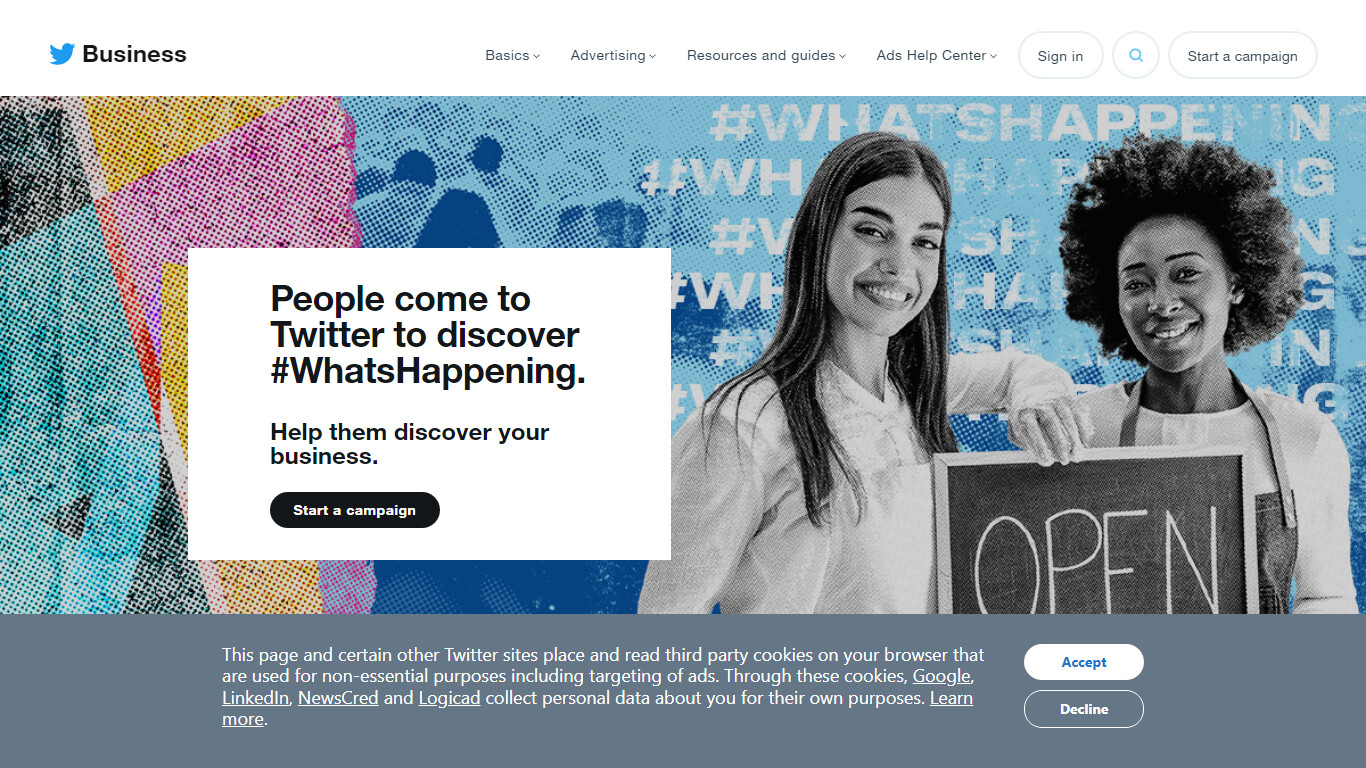 Business
Basics
Advertising
Resources and guides
Ads Help Center
Sign in
Start a campaign
#WHATSHAPPENING
People come to
Twitter to discover
#WhatsHappening.
Help them discover your
business.
Start a campaign
OPEN
This page and certain other Twitter sites place and read third party cookies on your browser that
are used for non-essential purposes including targeting of ads. Through these cookies, Google,
LinkedIn, NewsCred and Logicad collect personal data about you for their own purposes. Learn
more.
Accept
Decline